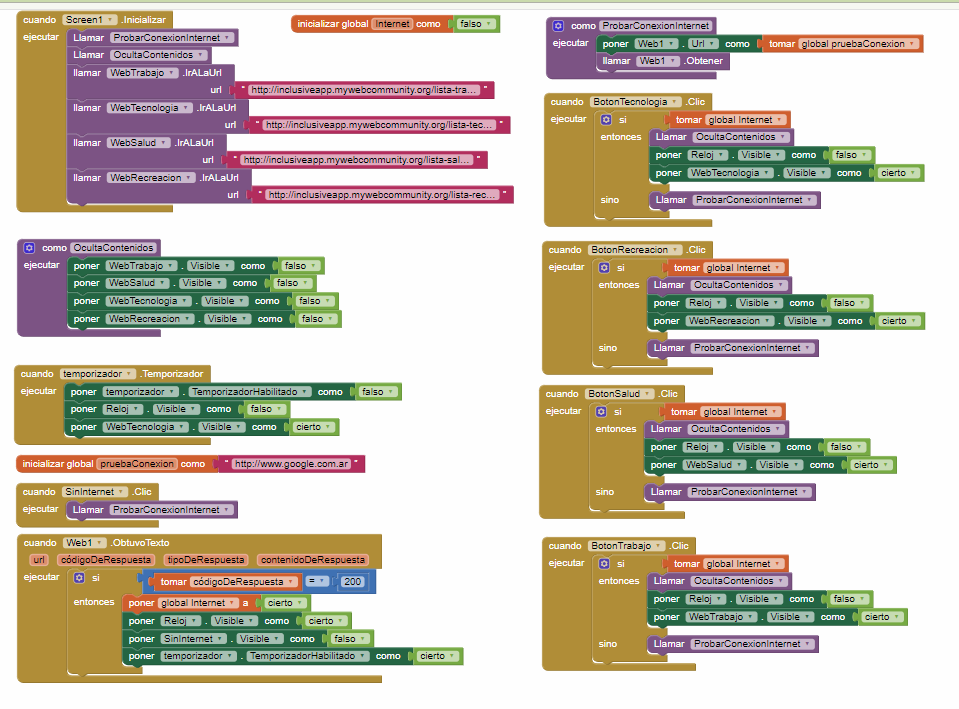 cuando Screen1 .Inicializar
ejecutar Llamar ProbarConexionInternet
Llamar OcultaContenidos
llamar WebTrabajo .IrALaUrl
url " http://inclusiveapp.mywebcommunity.org/lista-tra... "
llamar WebTecnologia .IrALaUrl
url " http://inclusiveapp.mywebcommunity.org/lista-tec... "
llamar WebSalud .IrALaUrl
url " http://inclusiveapp.mywebcommunity.org/lista-sal... "
llamar WebRecreacion .IrALaUrl
url " http://inclusiveapp.mywebcommunity.org/lista-rec... "
inicializar global Internet como falso
como OcultaContenidos
ejecutar poner WebTrabajo . Visible como falso
poner WebSalud . Visible como falso
poner WebTecnologia . Visible como falso
poner WebRecreacion . Visible como falso
cuando temporizador .Temporizador
ejecutar poner temporizador . TemporizadorHabilitado como falso
poner Reloj . Visible como falso
poner WebTecnologia . Visible como cierto
inicializar global pruebaConexion como " http://www.google.com.ar "
cuando SinInternet .Clic
ejecutar Llamar ProbarConexionInternet
cuando Web1 .ObtuvoTexto
url códigoDeRespuesta tipoDeRespuesta contenidoDeRespuesta
ejecutar si tomar códigoDeRespuesta = 200
entonces poner global Internet a cierto
poner Reloj . Visible como cierto
poner SinInternet . Visible como falso
poner temporizador . TemporizadorHabilitado como cierto
como ProbarConexionInternet
ejecutar poner Web1 . Url como tomar global pruebaConexion
llamar Web1 .Obtener
cuando BotonTecnologia .Clic
ejecutar si tomar global Internet
entonces Llamar OcultaContenidos
poner Reloj . Visible como falso
poner WebTecnologia . Visible como cierto
sino Llamar ProbarConexionInternet
cuando BotonRecreacion .Clic
ejecutar si tomar global Internet
entonces Llamar OcultaContenidos
poner Reloj . Visible como falso
poner WebRecreacion . Visible como cierto
sino Llamar ProbarConexionInternet
cuando BotonSalud .Clic
ejecutar si tomar global Internet
entonces Llamar OcultaContenidos
poner Reloj . Visible como falso
poner WebSalud . Visible como cierto
sino Llamar ProbarConexionInternet
cuando BotonTrabajo .Clic
ejecutar si tomar global Internet
entonces Llamar OcultaContenidos
poner Reloj . Visible como falso
poner WebTrabajo . Visible como cierto
sino Llamar ProbarConexionInternet